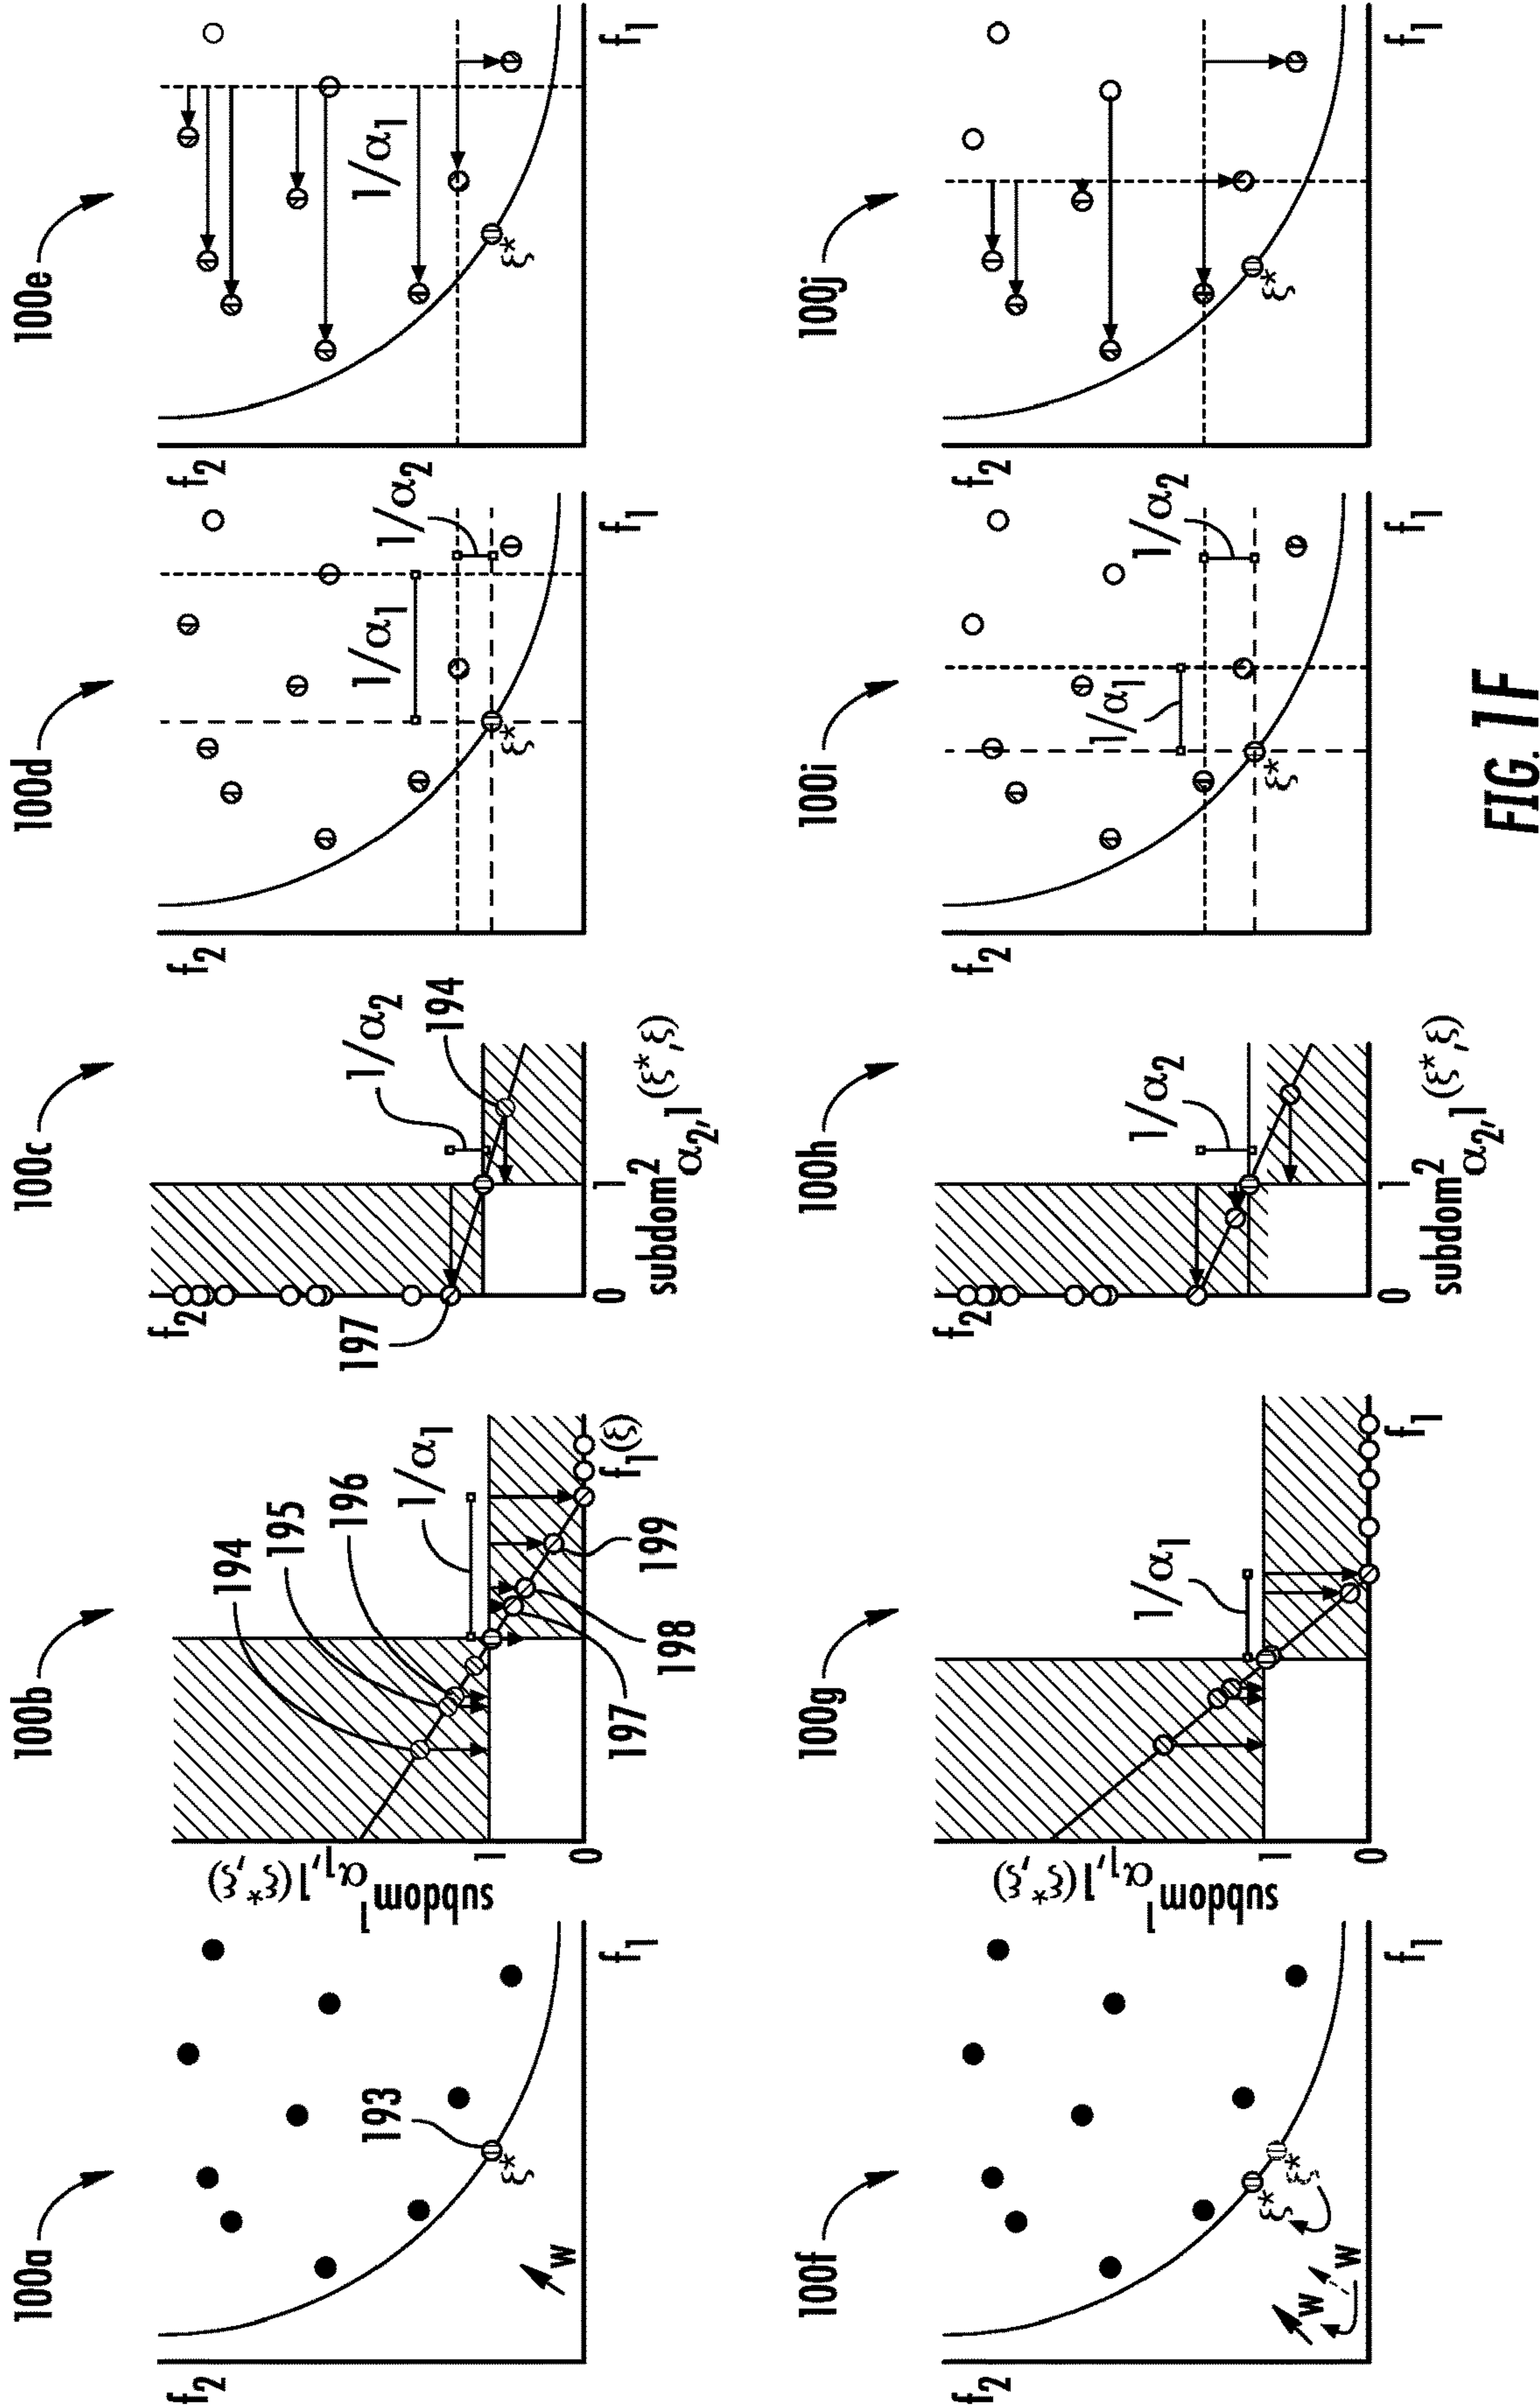 100a
f2
193
ξ*
w
f1
100b
subdom¹α1,1(ξ*,ξ)
194
195
196
1/α1
1
0
197
198
199
f1(ξ)
100c
f2
197
1/α2
194
0
1
subdom²α2,1(ξ*,ξ)
100d
f2
1/α1
1/α2
ξ*
f1
100e
f2
1/α1
ξ*
f1
100f
f2
ξ*
ξ*
w
w
f1
100g
subdom¹α1,1(ξ*,ξ)
1/α1
1
0
f1
100h
f2
1/α2
0
1
subdom²α2,1(ξ*,ξ)
100i
f2
1/α1
1/α2
ξ*
f1
100j
f2
ξ*
f1
FIG. 1F